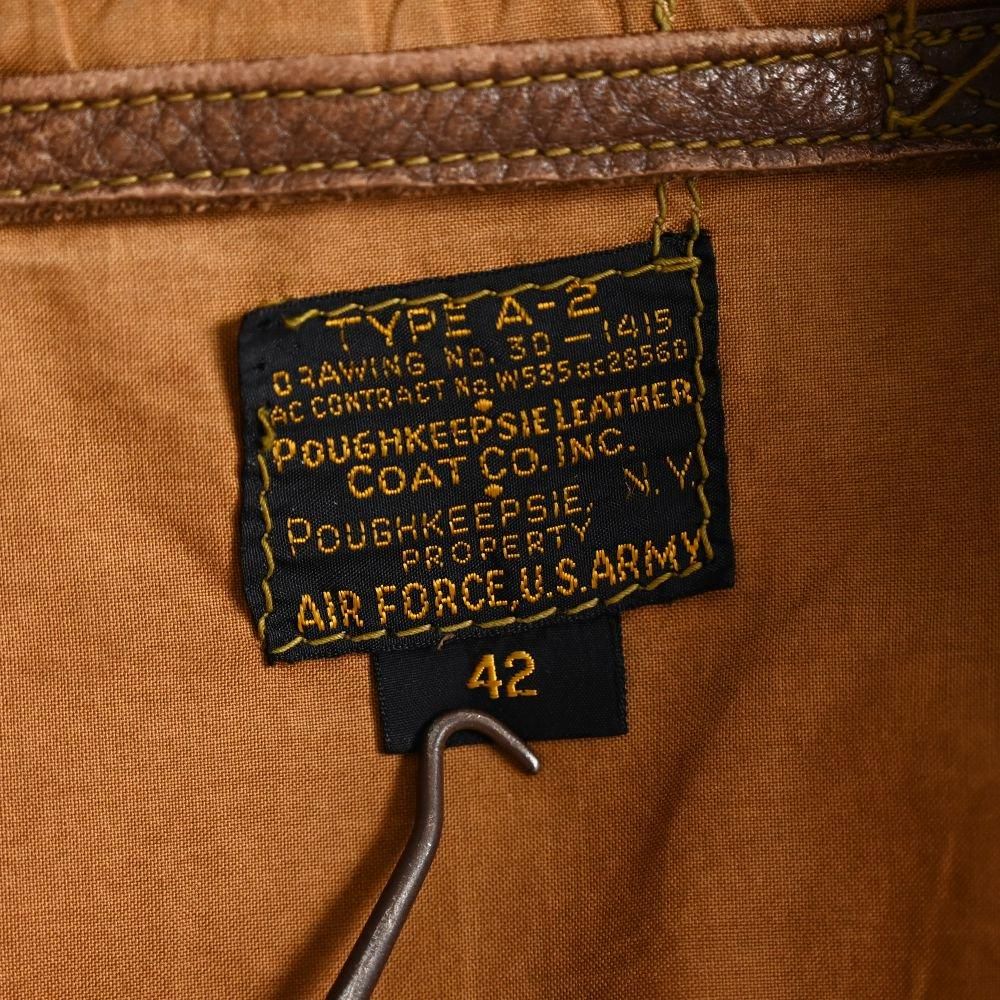 TYPE A-2
DRAWING No. 30-1415
AC CONTRACT No. W535ac28560
POUGHKEEPSIE LEATHER
COAT CO. INC.
POUGHKEEPSIE, N.Y.
PROPERTY
AIR FORCE, U.S. ARMY
42